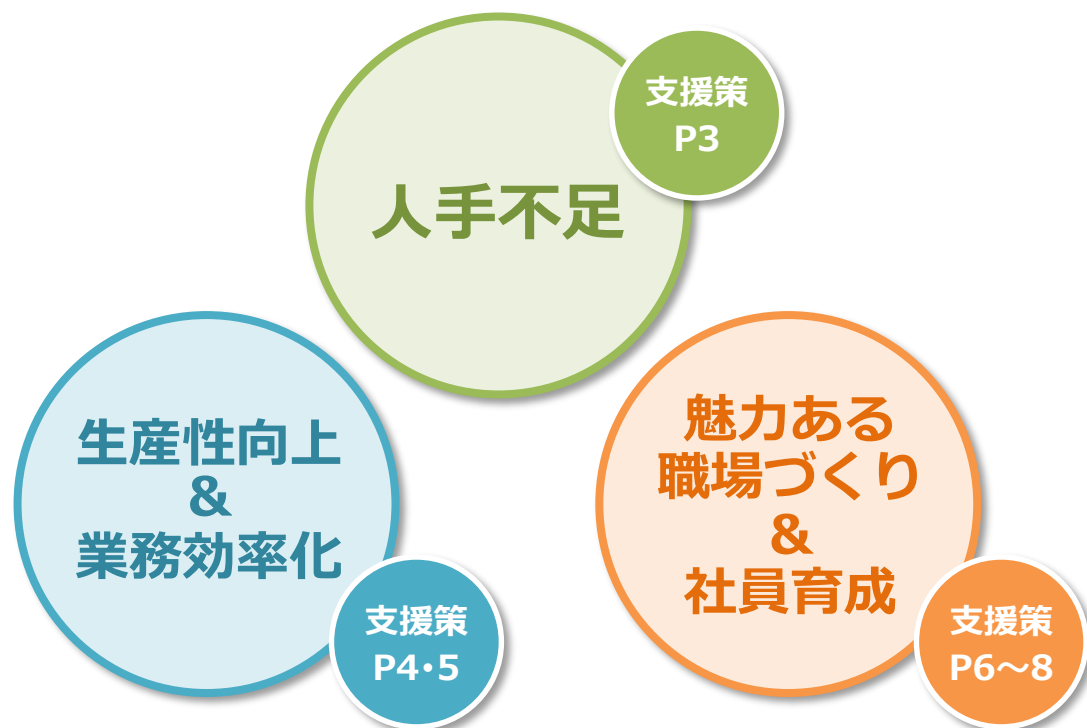 支援策
P3
人手不足
生産性向上
&
業務効率化
支援策
P4・5
魅力ある
職場づくり
&
社員育成
支援策
P6～8